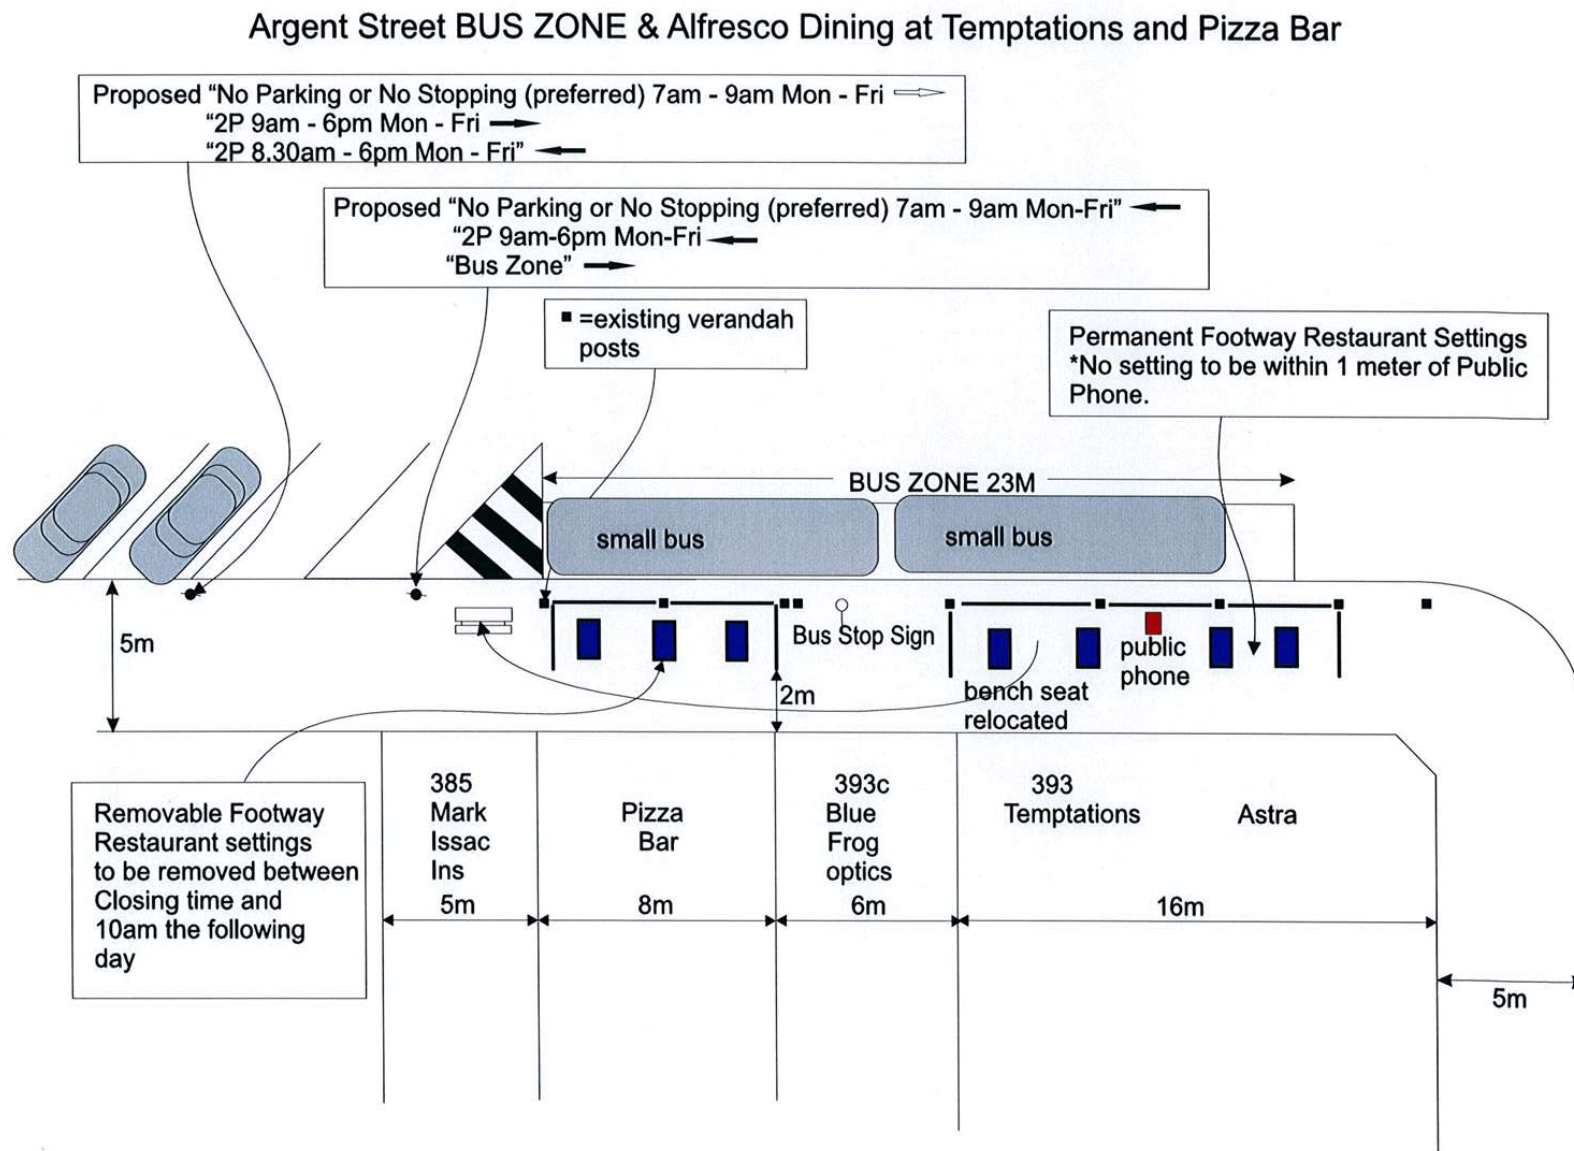 Argent Street BUS ZONE & Alfresco Dining at Temptations and Pizza Bar
Proposed “No Parking or No Stopping (preferred) 7am - 9am Mon - Fri
“2P 9am - 6pm Mon - Fri
“2P 8.30am - 6pm Mon - Fri”
Proposed “No Parking or No Stopping (preferred) 7am - 9am Mon-Fri”
“2P 9am-6pm Mon-Fri
“Bus Zone”
=existing verandah
posts
Permanent Footway Restaurant Settings
*No setting to be within 1 meter of Public
Phone.
BUS ZONE 23M
small bus
small bus
5m
Bus Stop Sign
public
phone
2m
bench seat
relocated
Removable Footway
Restaurant settings
to be removed between
Closing time and
10am the following
day
385
Mark
Issac
Ins
Pizza
Bar
393c
Blue
Frog
optics
393
Temptations
Astra
5m
8m
6m
16m
5m